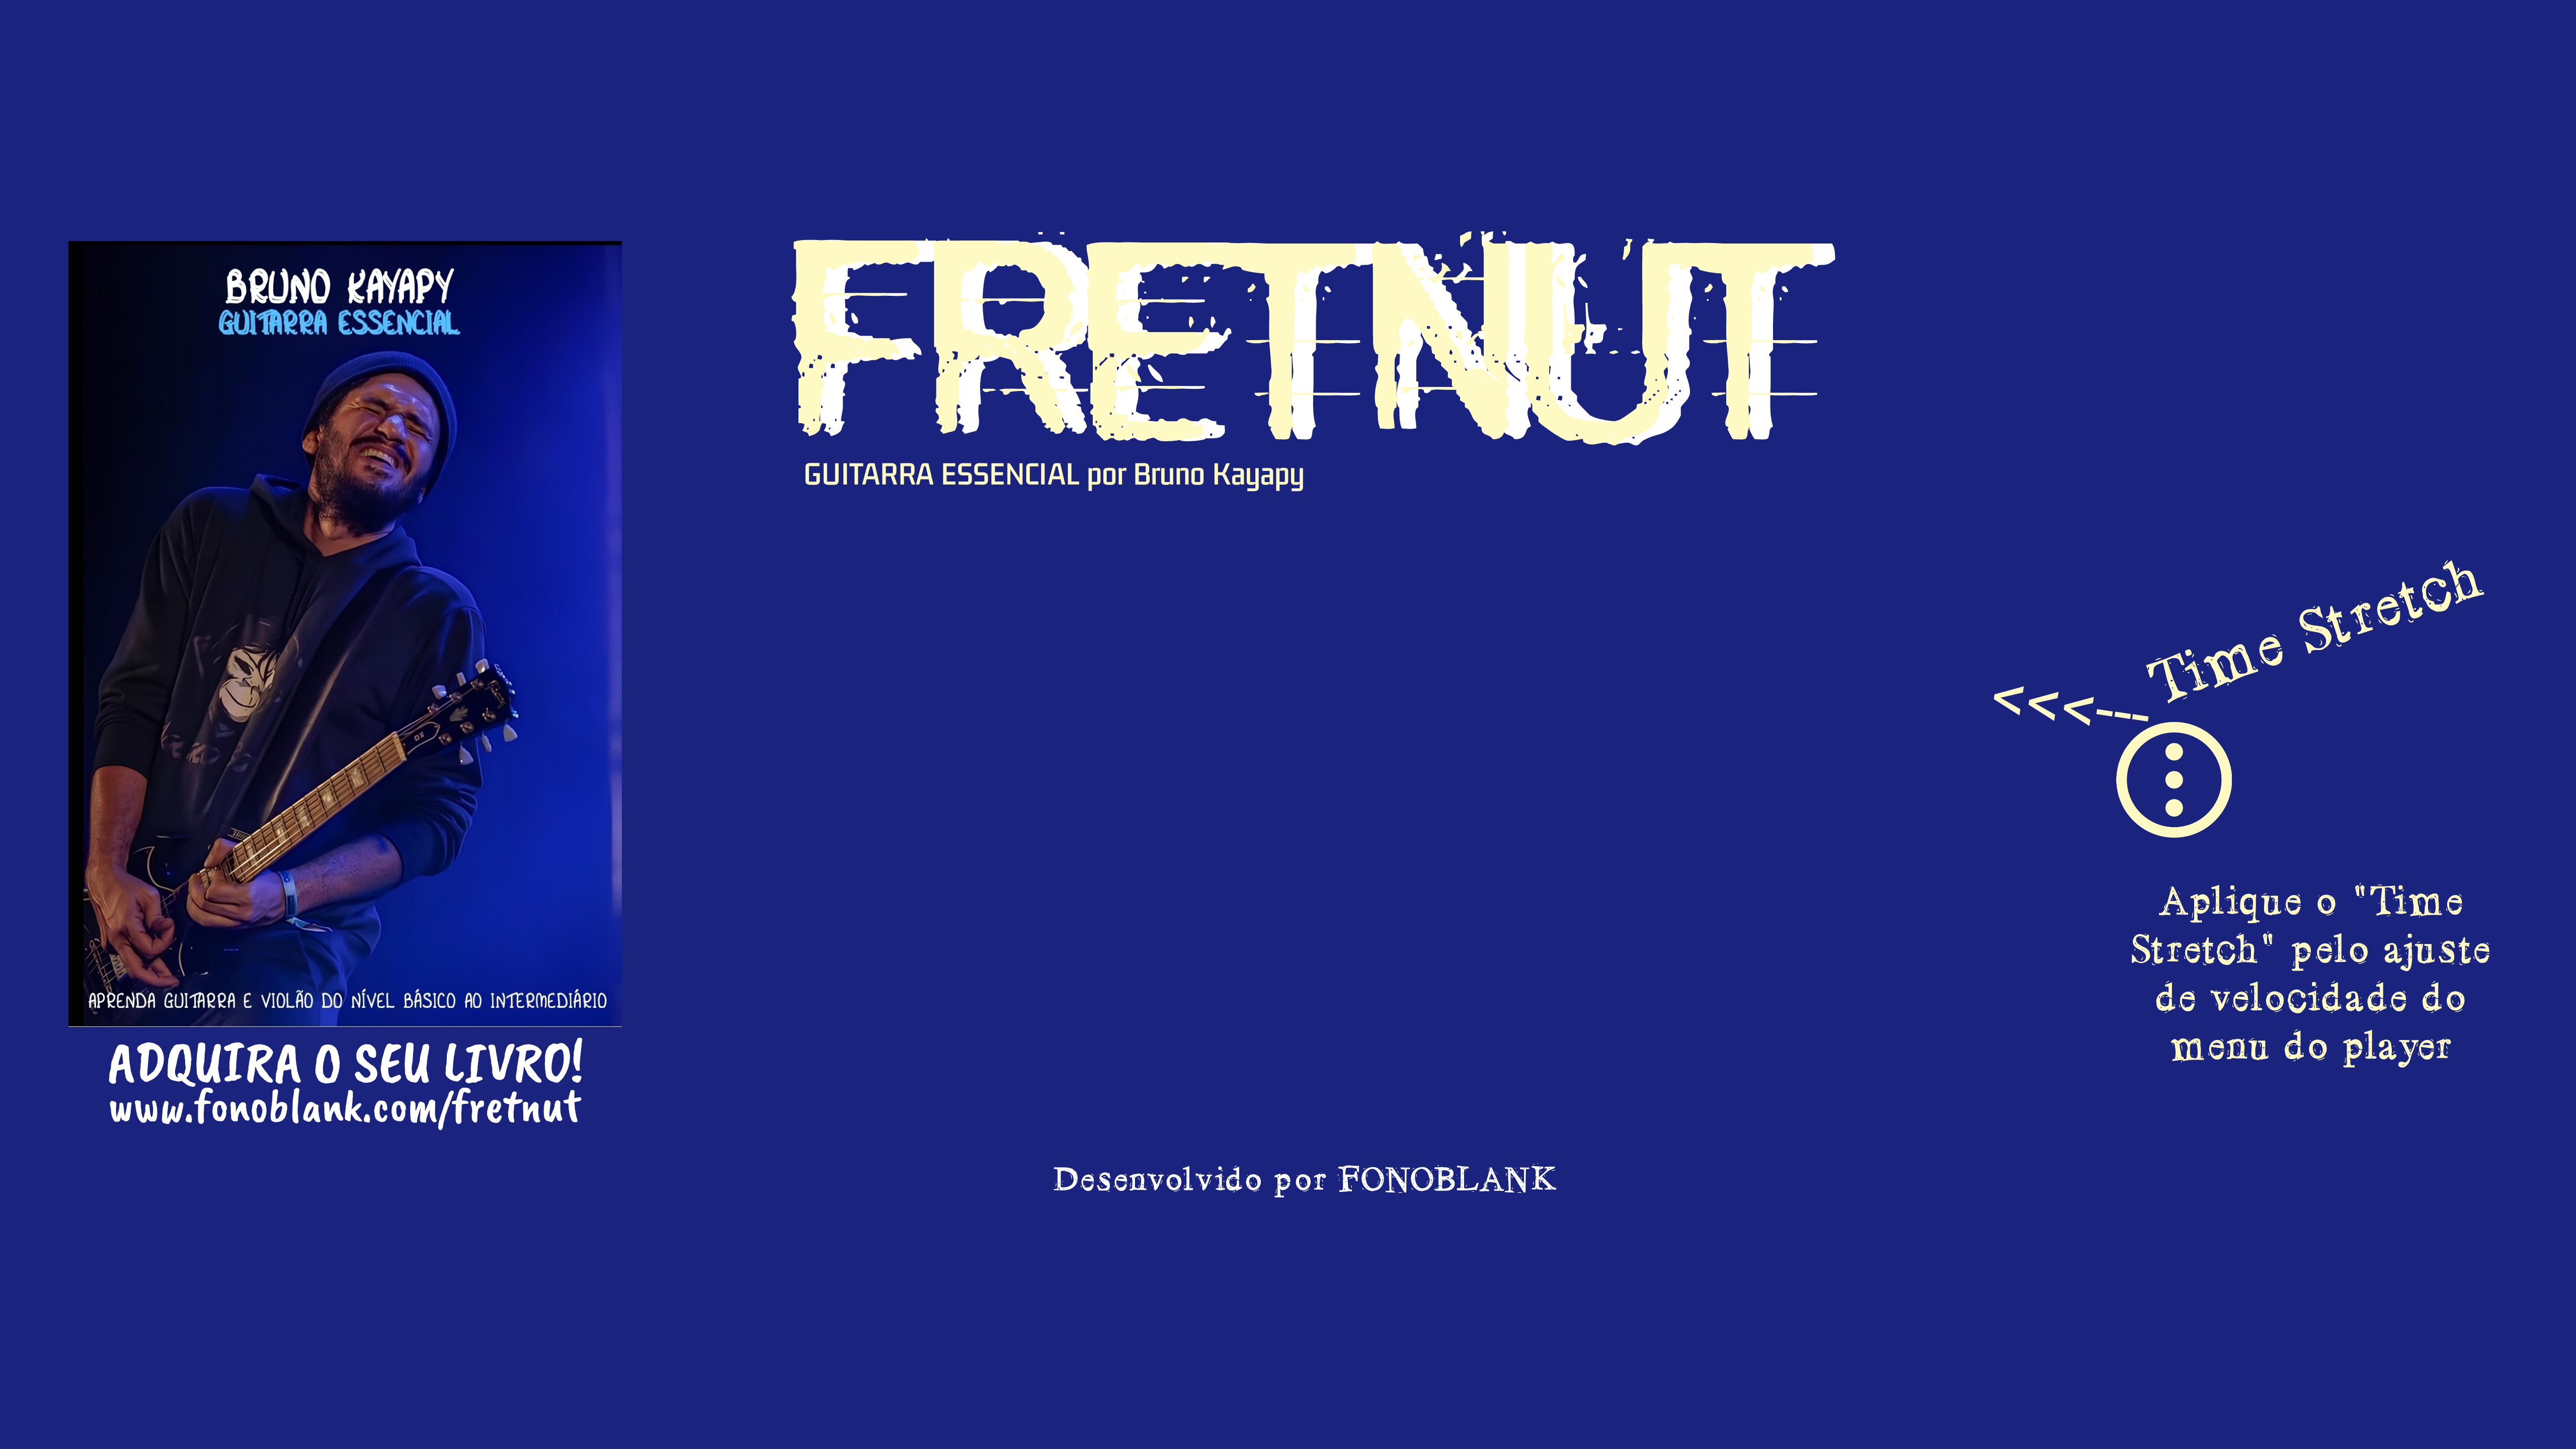 BRUNO KAYAPY
GUITARRA ESSENCIAL
APRENDA GUITARRA E VIOLÃO DO NÍVEL BÁSICO AO INTERMEDIÁRIO
ADQUIRA O SEU LIVRO!
www.fonoblank.com/fretnut
FRETNUT
GUITARRA ESSENCIAL por Bruno Kayapy
Time Stretch
<<<---
Aplique o "Time
Stretch" pelo ajuste
de velocidade do
menu do player
Desenvolvido por FONOBLANK